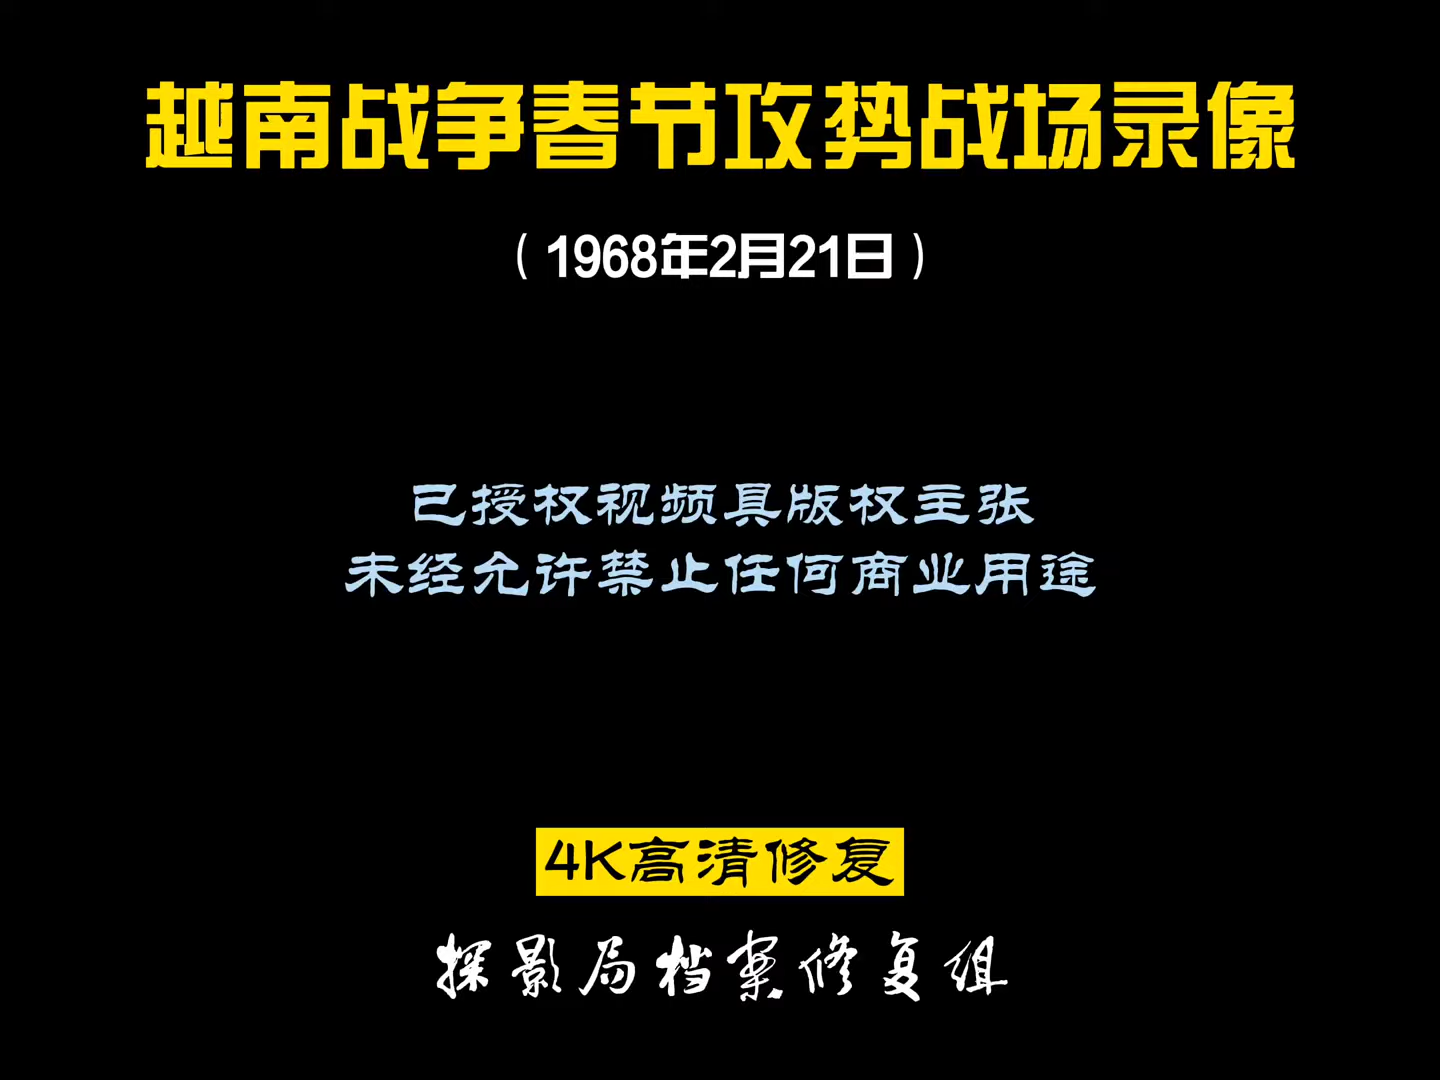 越南战争春节攻势战场录像
（1968年2月21日）
已授权视频具版权主张
未经允许禁止任何商业用途
4K高清修复
探影局档案修复组